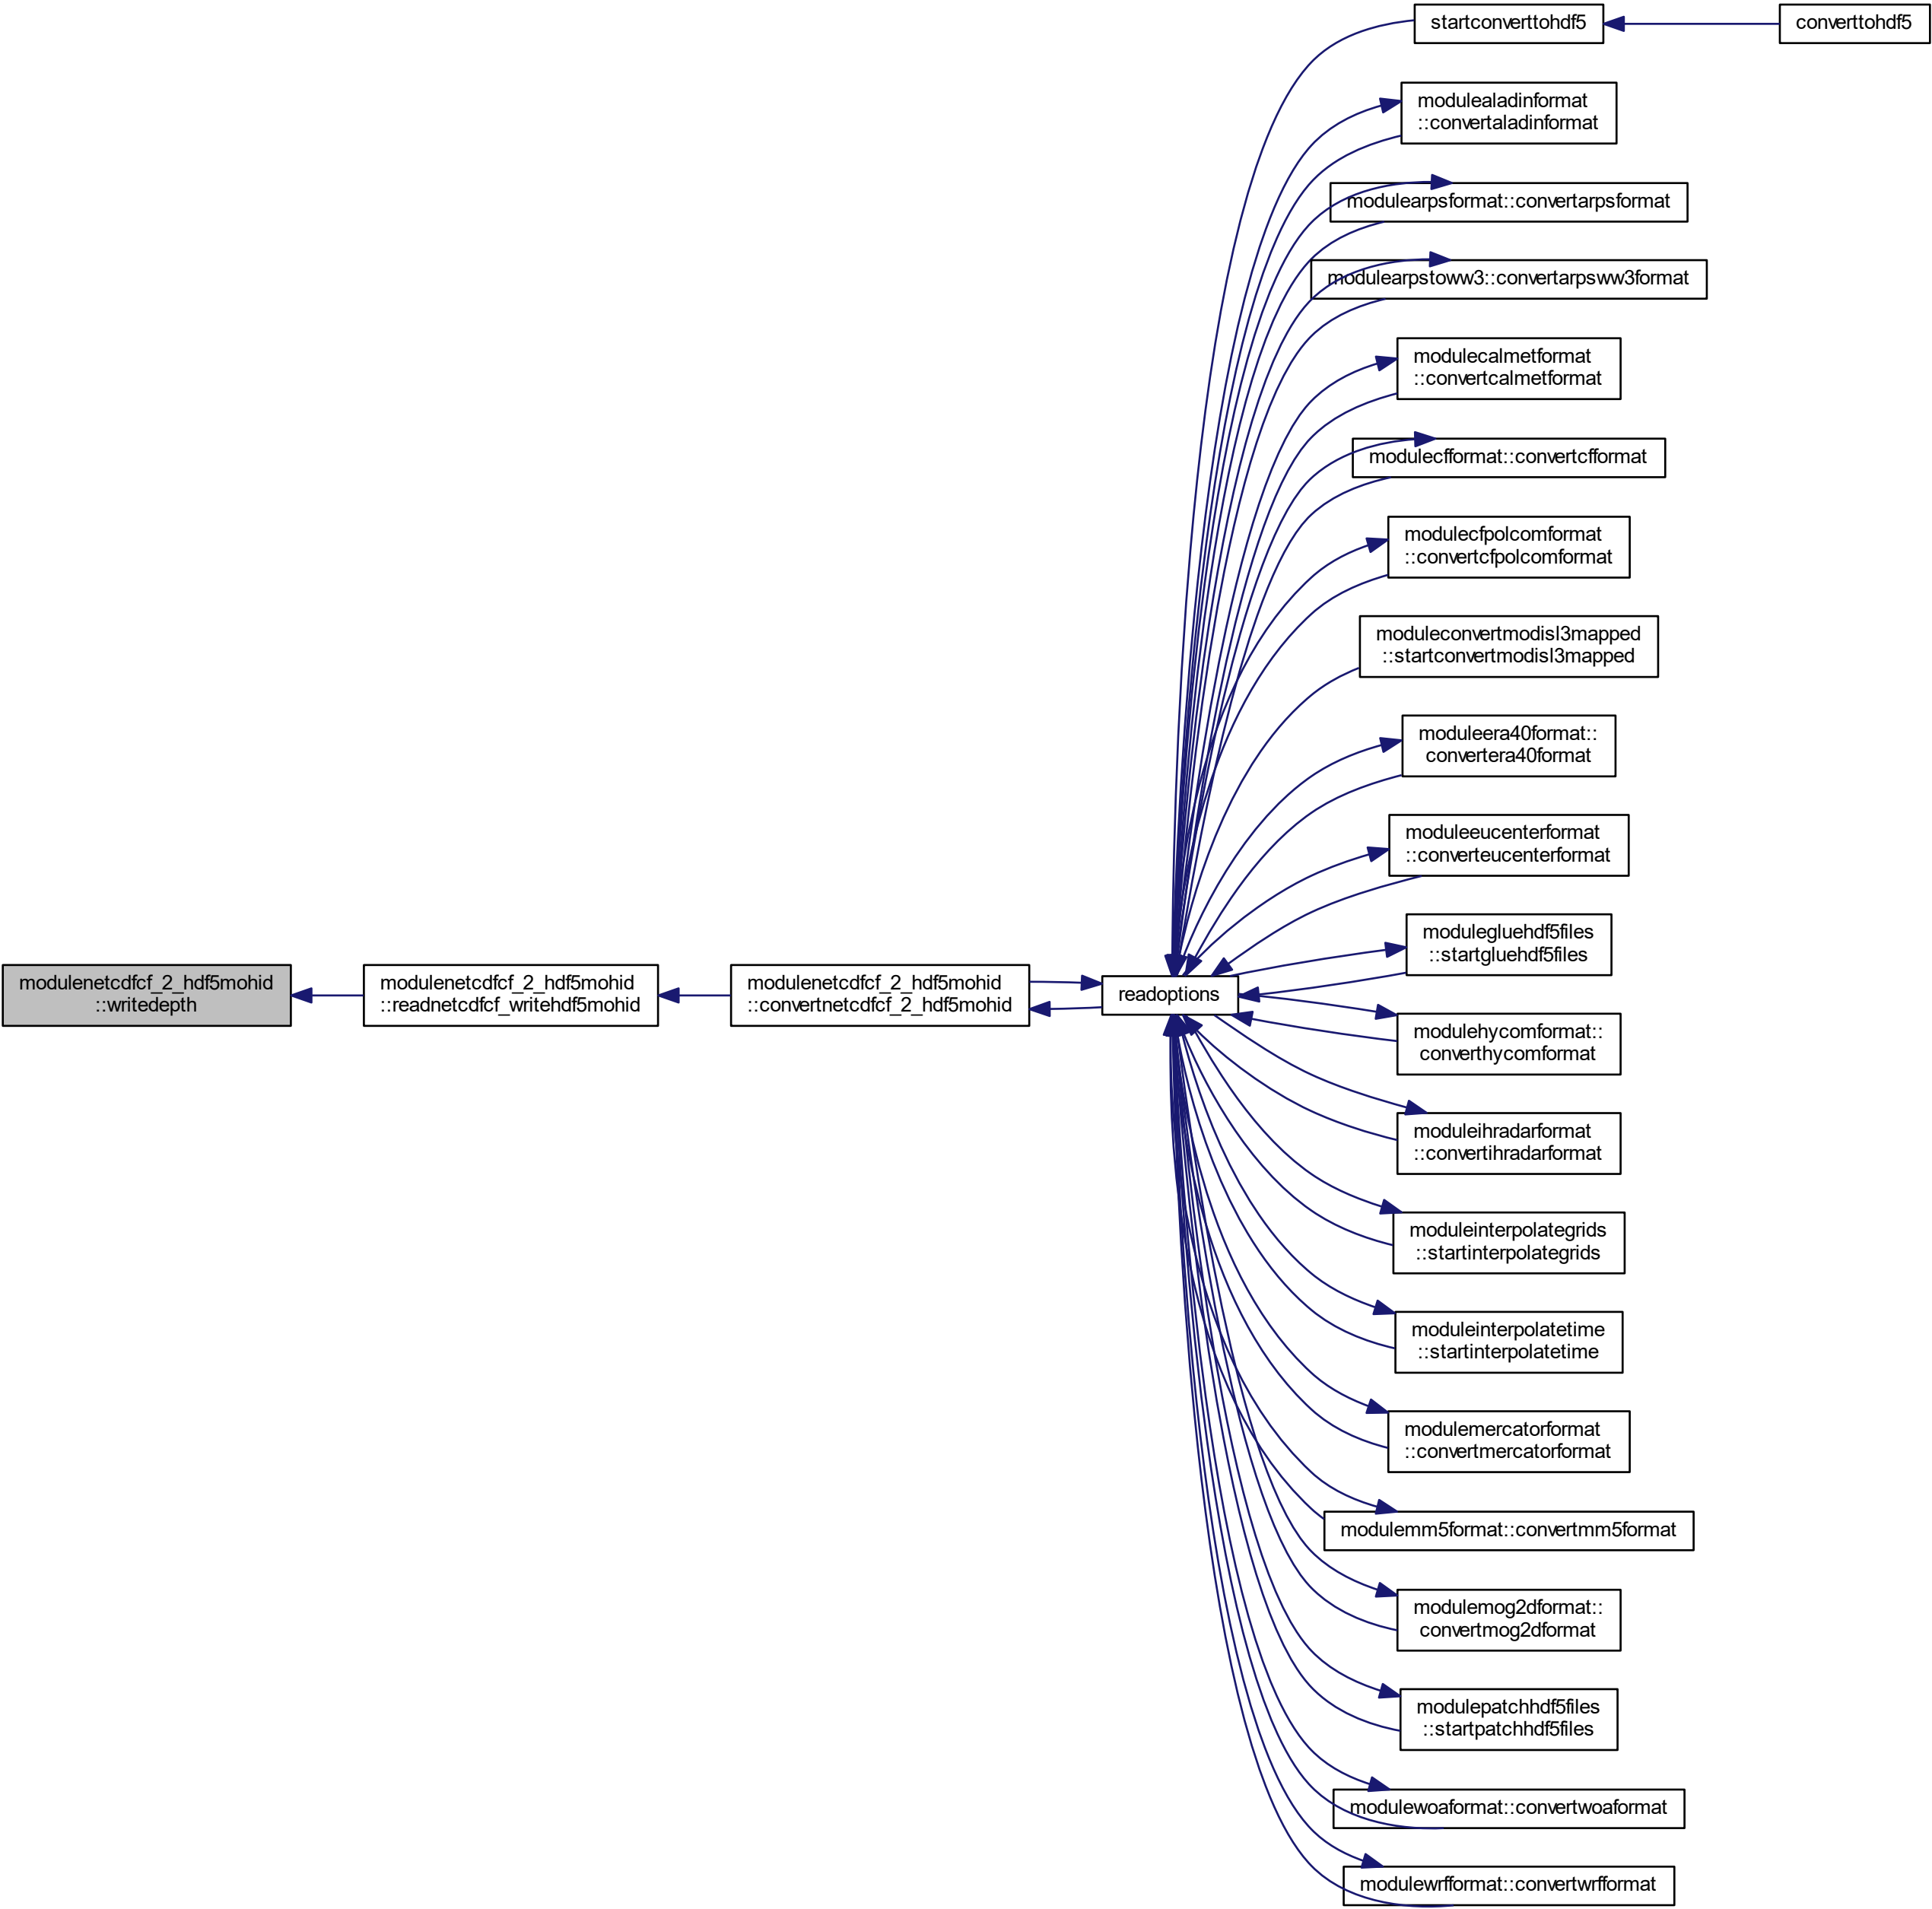 startconverttohdf5
converttohdf5
modulealadinformat
::convertaladinformat
modulearpsformat::convertarpsformat
modulearpstoww3::convertarpsww3format
modulecalmetformat
::convertcalmetformat
modulecfformat::convertcfformat
modulecfpolcomformat
::convertcfpolcomformat
moduleconvertmodisl3mapped
::startconvertmodisl3mapped
moduleera40format::
convertera40format
moduleeucenterformat
::converteucenterformat
modulegluehdf5files
::startgluehdf5files
modulenetcdfcf_2_hdf5mohid
::writedepth
modulenetcdfcf_2_hdf5mohid
::readnetcdfcf_writehdf5mohid
modulenetcdfcf_2_hdf5mohid
::convertnetcdfcf_2_hdf5mohid
readoptions
modulehycomformat::
converthycomformat
moduleihradarformat
::convertihradarformat
moduleinterpolategrids
::startinterpolategrids
moduleinterpolatetime
::startinterpolatetime
modulemercatorformat
::convertmercatorformat
modulemm5format::convertmm5format
modulemog2dformat::
convertmog2dformat
modulepatchhdf5files
::startpatchhdf5files
modulewoaformat::convertwoaformat
modulewrfformat::convertwrfformat